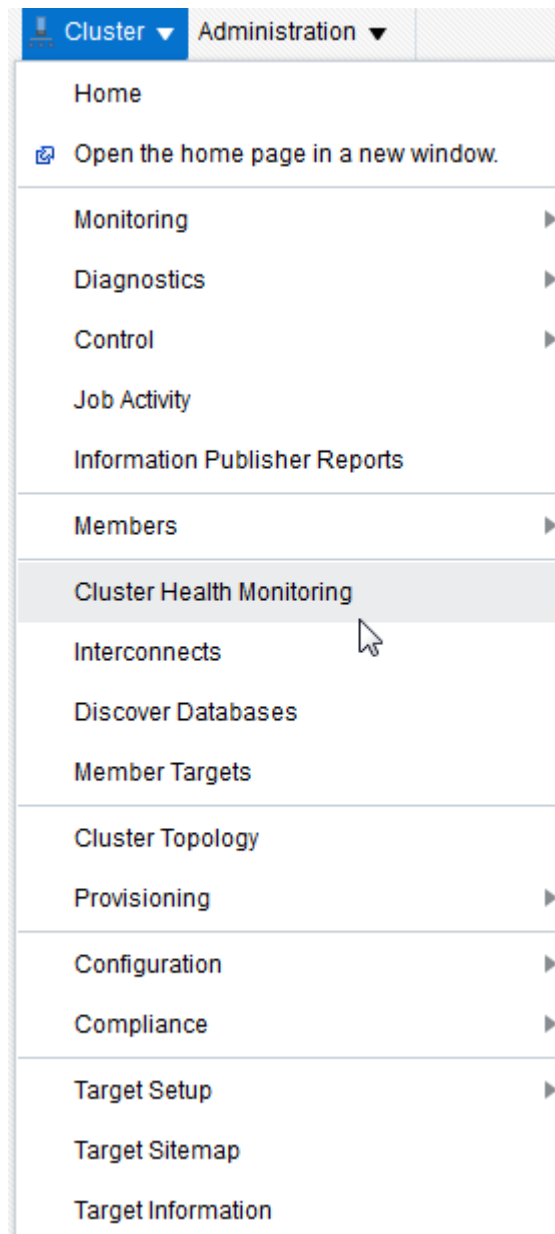 Cluster Administration
Home
Open the home page in a new window.
Monitoring
Diagnostics
Control
Job Activity
Information Publisher Reports
Members
Cluster Health Monitoring
Interconnects
Discover Databases
Member Targets
Cluster Topology
Provisioning
Configuration
Compliance
Target Setup
Target Sitemap
Target Information